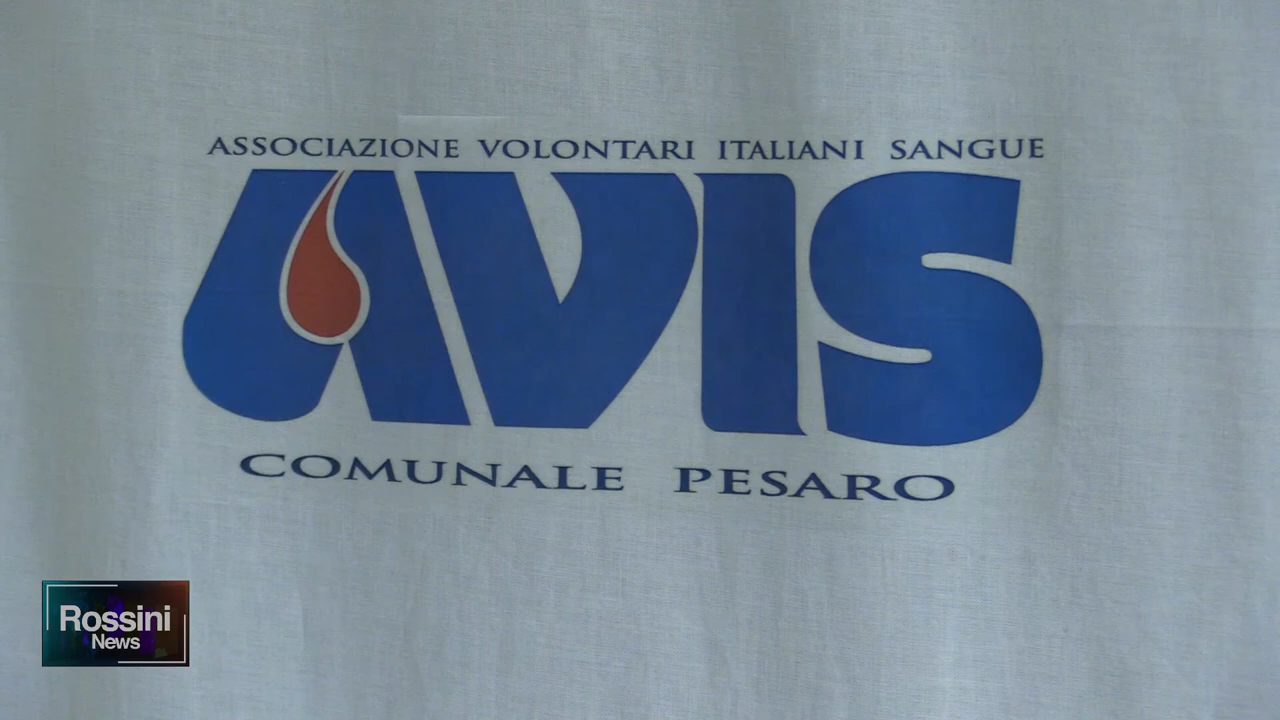 ASSOCIAZIONE VOLONTARI ITALIANI SANGUE
AVIS
COMUNALE PESARO
Rossini
News